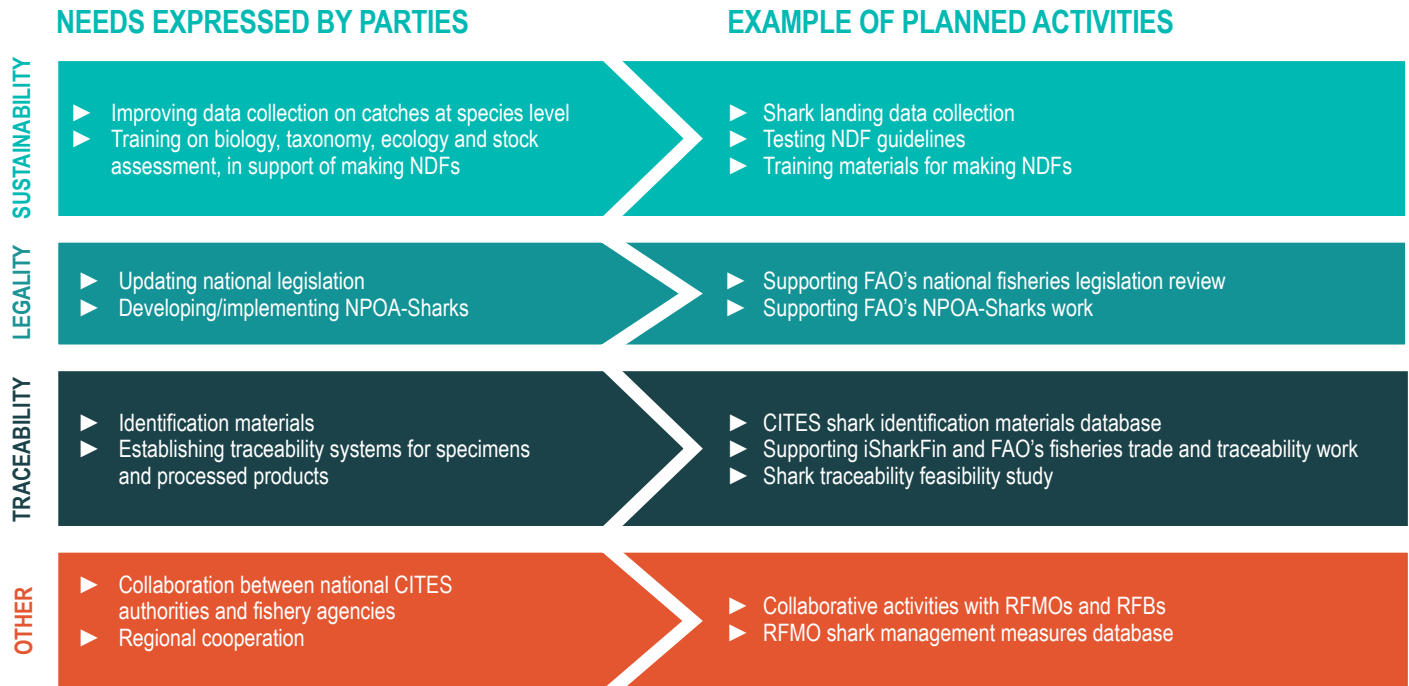 NEEDS EXPRESSED BY PARTIES
EXAMPLE OF PLANNED ACTIVITIES
SUSTAINABILITY
► Improving data collection on catches at species level
► Training on biology, taxonomy, ecology and stock
assessment, in support of making NDFs
► Shark landing data collection
► Testing NDF guidelines
► Training materials for making NDFs
LEGALITY
► Updating national legislation
► Developing/implementing NPOA-Sharks
► Supporting FAO's national fisheries legislation review
► Supporting FAO's NPOA-Sharks work
TRACEABILITY
► Identification materials
► Establishing traceability systems for specimens
and processed products
► CITES shark identification materials database
► Supporting iSharkFin and FAO's fisheries trade and traceability work
► Shark traceability feasibility study
OTHER
► Collaboration between national CITES
authorities and fishery agencies
► Regional cooperation
► Collaborative activities with RFMOs and RFBs
► RFMO shark management measures database